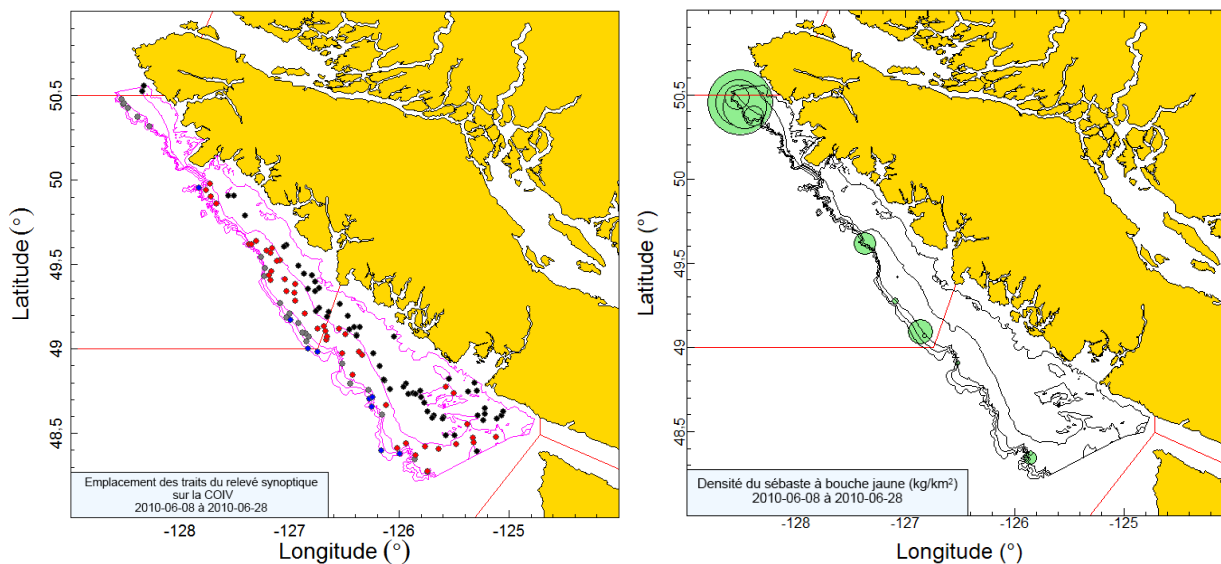 50.5
50
49.5
49
48.5
Latitude (°)
Emplacement des traits du relevé synoptique
sur la COIV
2010-06-08 à 2010-06-28
-128
-127
-126
-125
Longitude (°)
50.5
50
49.5
49
48.5
Latitude (°)
Densité du sébaste à bouche jaune (kg/km²)
2010-06-08 à 2010-06-28
-128
-127
-126
-125
Longitude (°)